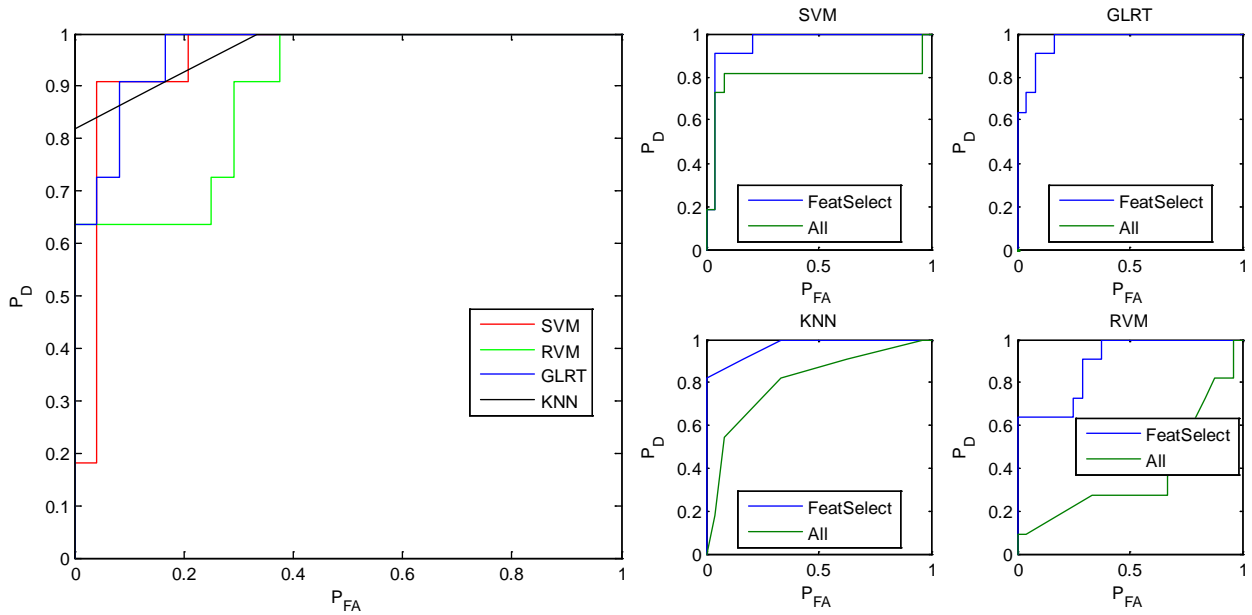 1
0.9
0.8
0.7
0.6
0.5
0.4
0.3
0.2
0.1
0
P_D
0 0.2 0.4 0.6 0.8 1
P_FA
SVM
RVM
GLRT
KNN
SVM
1
0.8
0.6
0.4
0.2
0
P_D
FeatSelect
All
0 0.5 1
P_FA
GLRT
1
0.8
0.6
0.4
0.2
0
P_D
FeatSelect
All
0 0.5 1
P_FA
KNN
1
0.8
0.6
0.4
0.2
0
P_D
FeatSelect
All
0 0.5 1
P_FA
RVM
1
0.8
0.6
0.4
0.2
0
P_D
FeatSelect
All
0 0.5 1
P_FA